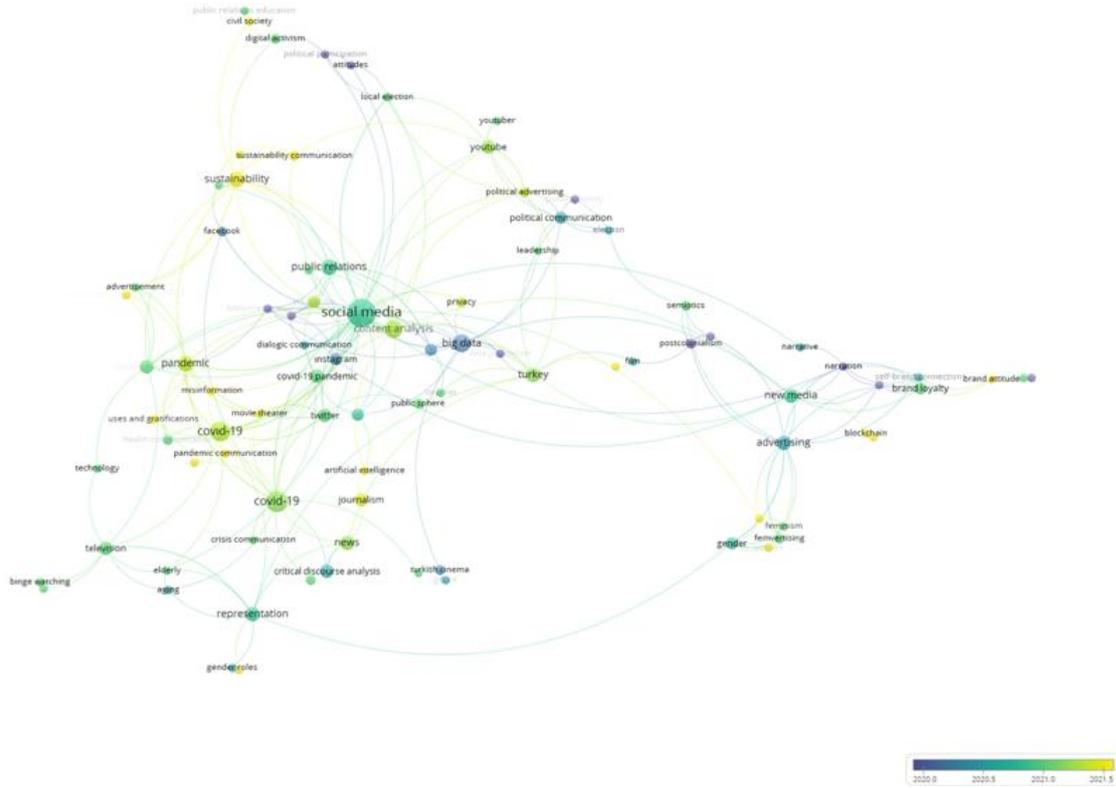 public relations education
civil society
digital activism
political participation
attitudes
local election
youtuber
youtube
sustainability communication
sustainability
political advertising
political communication
election
facebook
leadership
public relations
advertisement
privacy
semiotics
social media
content analysis
dialogic communication
big data
postcolonialism
narrative
instagram
film
pandemic
narration
covid-19 pandemic
turkey
self-brand connection
brand attitude
brand loyalty
misinformation
new media
public sphere
uses and gratifications
movie theater
twitter
covid-19
blockchain
advertising
pandemic communication
technology
artificial intelligence
covid-19
journalism
feminism
crisis communication
news
gender
femvertising
television
elderly
critical discourse analysis
turkish cinema
binge watching
aging
representation
gender roles
2020.0 2020.5 2021.0 2021.5